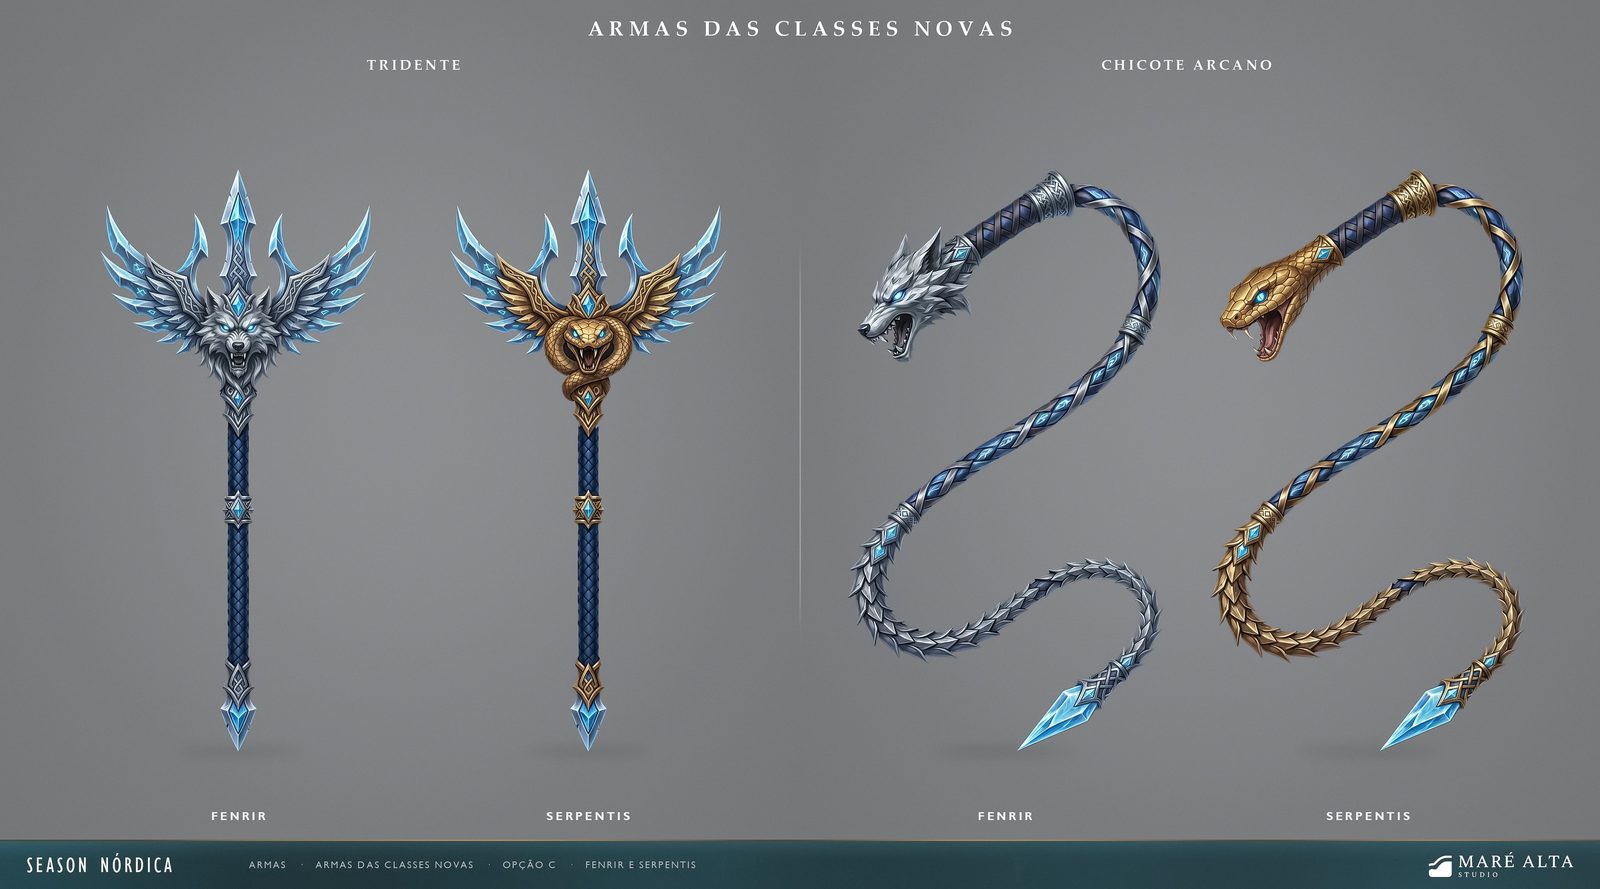 ARMAS DAS CLASSES NOVAS
TRIDENTE
CHICOTE ARCANO
FENRIR
SERPENTIS
FENRIR
SERPENTIS
SEASON NÓRDICA
ARMAS · ARMAS DAS CLASSES NOVAS · OPÇÃO C · FENRIR E SERPENTIS
MARÉ ALTA
STUDIO